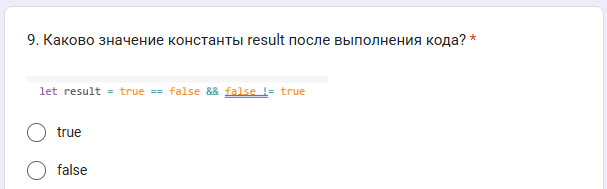 9. Каково значение константы result после выполнения кода? *
let result = true == false && false != true
true
false